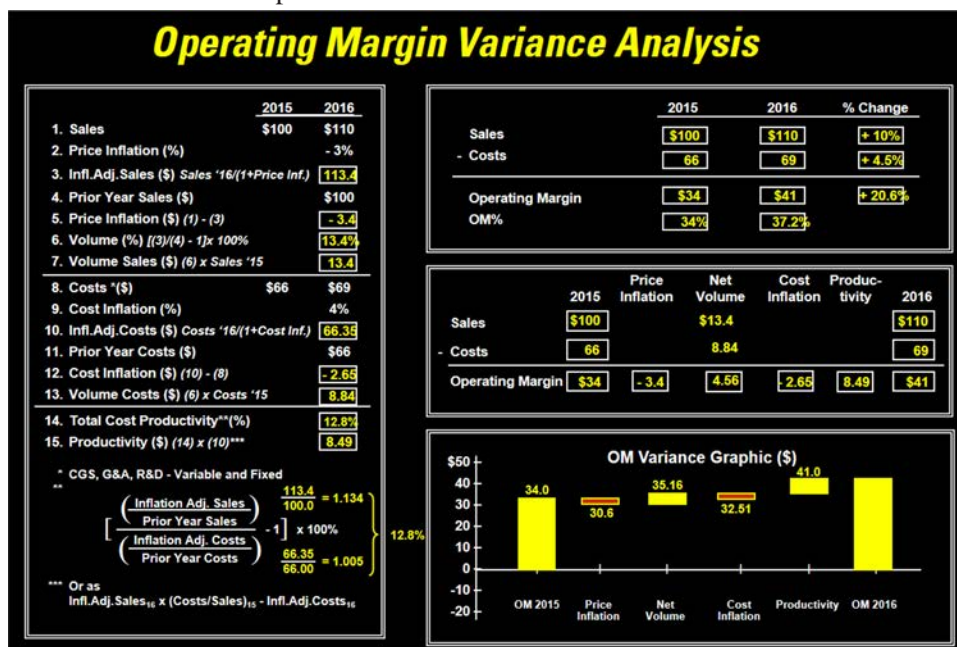 Operating Margin Variance Analysis
2015 2016
1. Sales $100 $110
2. Price Inflation (%) - 3%
3. Infl.Adj.Sales ($) Sales '16/(1+Price Inf.) 113.4
4. Prior Year Sales ($) $100
5. Price Inflation ($) (1) - (3) - 3.4
6. Volume (%) [(3)/(4) - 1]x 100% 13.4%
7. Volume Sales ($) (6) x Sales '15 13.4
8. Costs *($) $66 $69
9. Cost Inflation (%) 4%
10. Infl.Adj.Costs ($) Costs '16/(1+Cost Inf.) 66.35
11. Prior Year Costs ($) $66
12. Cost Inflation ($) (10) - (8) - 2.65
13. Volume Costs ($) (6) x Costs '15 8.84
14. Total Cost Productivity**(%) 12.8%
15. Productivity ($) (14) x (10)*** 8.49
* CGS, G&A, R&D - Variable and Fixed
**
[ ( Inflation Adj. Sales
Prior Year Sales )
( Inflation Adj. Costs
Prior Year Costs ) - 1 ] x 100%
113.4
100.0 = 1.134
66.35
66.00 = 1.005
} 12.8%
*** Or as
Infl.Adj.Sales16 x (Costs/Sales)15 - Infl.Adj.Costs16
2015 2016 % Change
Sales $100 $110 + 10%
- Costs 66 69 + 4.5%
Operating Margin $34 $41 + 20.6%
OM% 34% 37.2%
Price Net Cost Produc-
2015 Inflation Volume Inflation tivity 2016
Sales $100 $13.4 $110
- Costs 66 8.84 69
Operating Margin $34 - 3.4 4.56 - 2.65 8.49 $41
OM Variance Graphic ($)
$50
40
30
20
10
0
-10
-20
34.0
30.6
35.16
32.51
41.0
OM 2015
Price
Inflation
Net
Volume
Cost
Inflation
Productivity
OM 2016